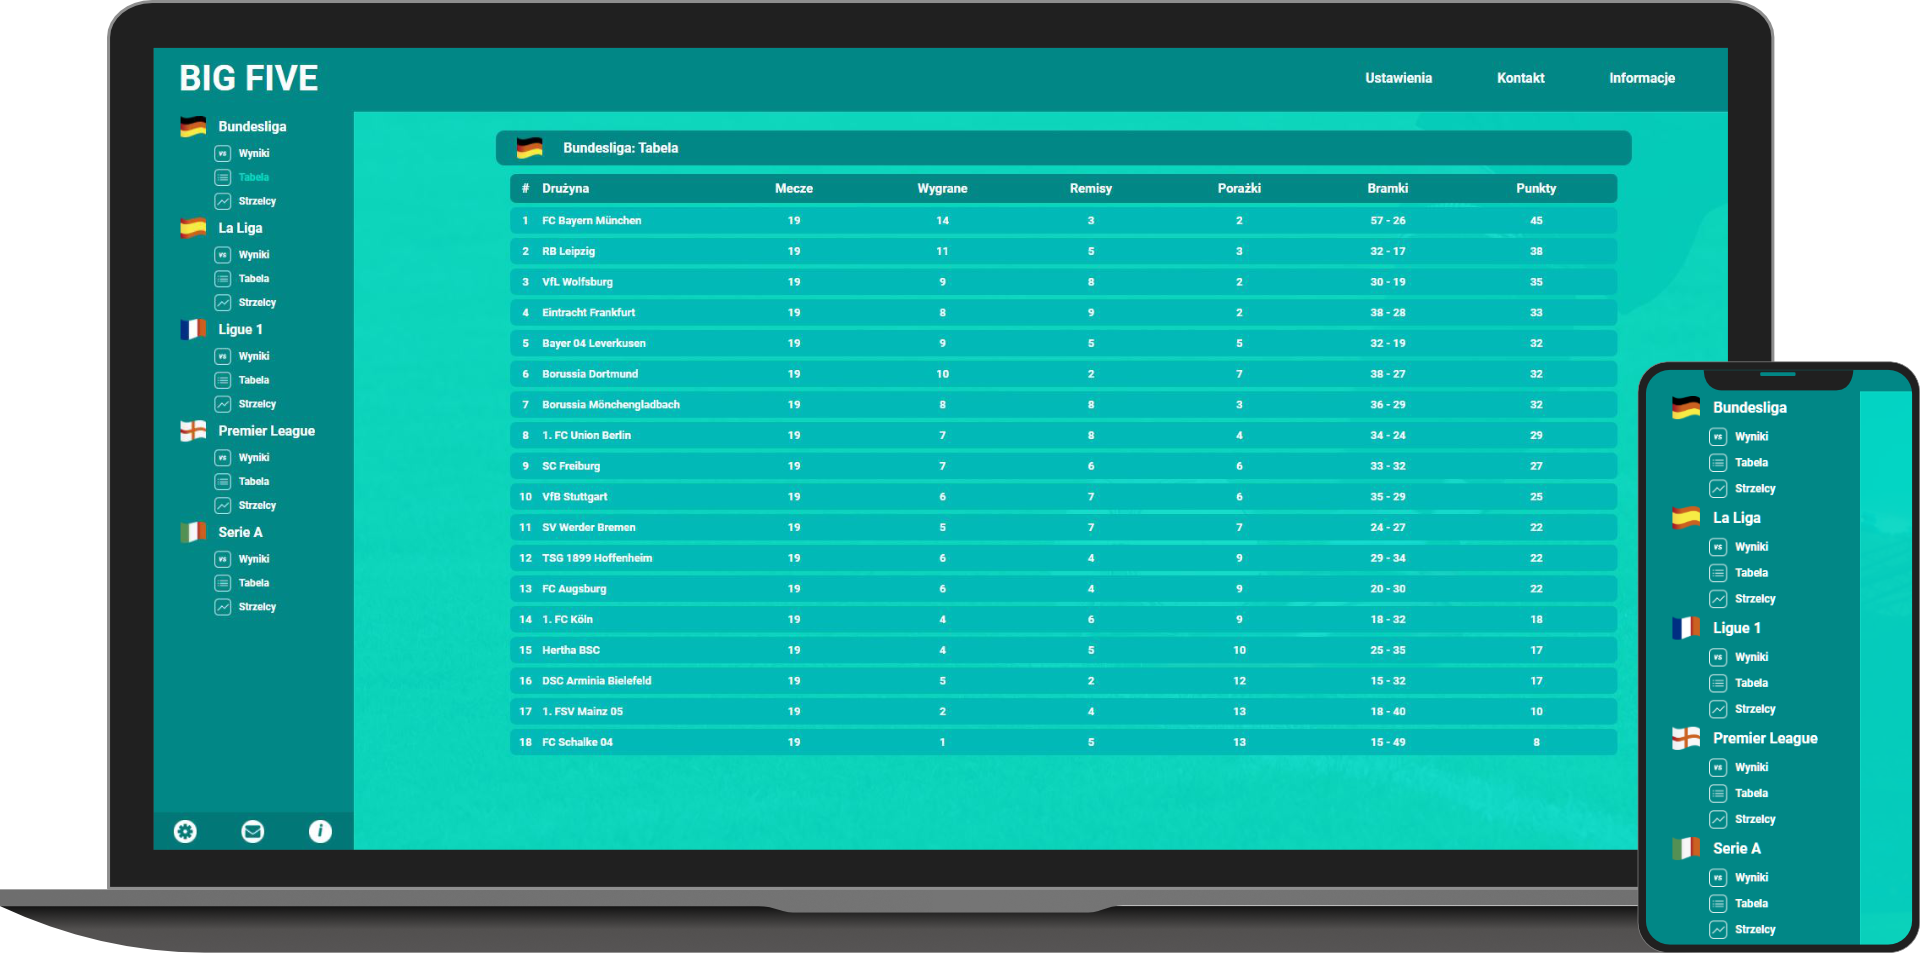 BIG FIVE
Ustawienia Kontakt Informacje
Bundesliga
vs Wyniki
Tabela
Strzelcy
La Liga
vs Wyniki
Tabela
Strzelcy
Ligue 1
vs Wyniki
Tabela
Strzelcy
Premier League
vs Wyniki
Tabela
Strzelcy
Serie A
vs Wyniki
Tabela
Strzelcy
i
Bundesliga: Tabela
# Drużyna Mecze Wygrane Remisy Porażki Bramki Punkty
1 FC Bayern München 19 14 3 2 57 - 26 45
2 RB Leipzig 19 11 5 3 32 - 17 38
3 VfL Wolfsburg 19 9 8 2 30 - 19 35
4 Eintracht Frankfurt 19 8 9 2 38 - 28 33
5 Bayer 04 Leverkusen 19 9 5 5 32 - 19 32
6 Borussia Dortmund 19 10 2 7 38 - 27 32
7 Borussia Mönchengladbach 19 8 8 3 36 - 29 32
8 1. FC Union Berlin 19 7 8 4 34 - 24 29
9 SC Freiburg 19 7 6 6 33 - 32 27
10 VfB Stuttgart 19 6 7 6 35 - 29 25
11 SV Werder Bremen 19 5 7 7 24 - 27 22
12 TSG 1899 Hoffenheim 19 6 4 9 29 - 34 22
13 FC Augsburg 19 6 4 9 20 - 30 22
14 1. FC Köln 19 4 6 9 18 - 32 18
15 Hertha BSC 19 4 5 10 25 - 35 17
16 DSC Arminia Bielefeld 19 5 2 12 15 - 32 17
17 1. FSV Mainz 05 19 2 4 13 18 - 40 10
18 FC Schalke 04 19 1 5 13 15 - 49 8
Bundesliga
vs Wyniki
Tabela
Strzelcy
La Liga
vs Wyniki
Tabela
Strzelcy
Ligue 1
vs Wyniki
Tabela
Strzelcy
Premier League
vs Wyniki
Tabela
Strzelcy
Serie A
vs Wyniki
Tabela
Strzelcy